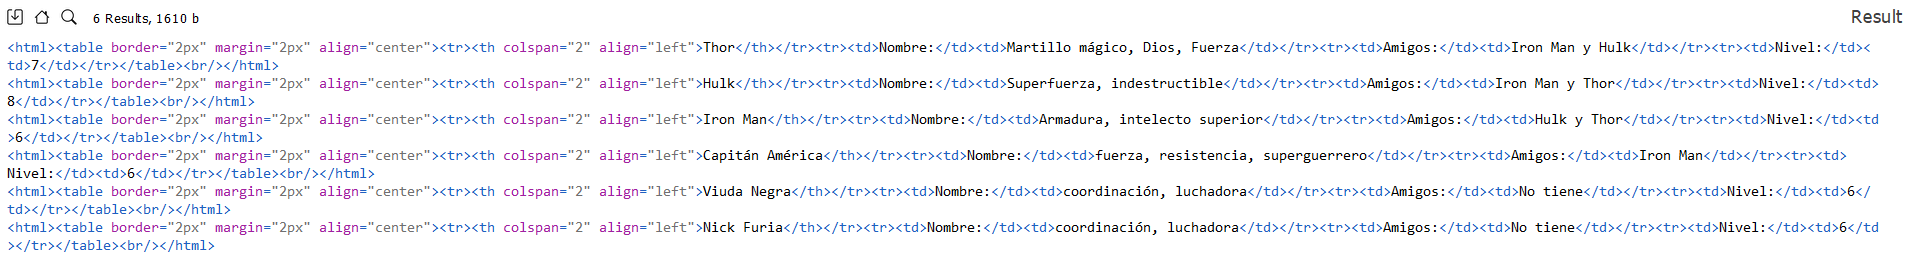 6 Results, 1610 b
Result
<html><table border="2px" margin="2px" align="center"><tr><th colspan="2" align="left">Thor</th></tr><tr><td>Nombre:</td><td>Martillo mágico, Dios, Fuerza</td></tr><tr><td>Amigos:</td><td>Iron Man y Hulk</td></tr><tr><td>Nivel:</td><
td>7</td></tr></table><br/></html>
<html><table border="2px" margin="2px" align="center"><tr><th colspan="2" align="left">Hulk</th></tr><tr><td>Nombre:</td><td>Superfuerza, indestructible</td></tr><tr><td>Amigos:</td><td>Iron Man y Thor</td></tr><tr><td>Nivel:</td><td>
8</td></tr></table><br/></html>
<html><table border="2px" margin="2px" align="center"><tr><th colspan="2" align="left">Iron Man</th></tr><tr><td>Nombre:</td><td>Armadura, intelecto superior</td></tr><tr><td>Amigos:</td><td>Hulk y Thor</td></tr><tr><td>Nivel:</td><td
>6</td></tr></table><br/></html>
<html><table border="2px" margin="2px" align="center"><tr><th colspan="2" align="left">Capitán América</th></tr><tr><td>Nombre:</td><td>fuerza, resistencia, superguerrero</td></tr><tr><td>Amigos:</td><td>Iron Man</td></tr><tr><td>
Nivel:</td><td>6</td></tr></table><br/></html>
<html><table border="2px" margin="2px" align="center"><tr><th colspan="2" align="left">Viuda Negra</th></tr><tr><td>Nombre:</td><td>coordinación, luchadora</td></tr><tr><td>Amigos:</td><td>No tiene</td></tr><tr><td>Nivel:</td><td>6</
td></tr></table><br/></html>
<html><table border="2px" margin="2px" align="center"><tr><th colspan="2" align="left">Nick Furia</th></tr><tr><td>Nombre:</td><td>coordinación, luchadora</td></tr><tr><td>Amigos:</td><td>No tiene</td></tr><tr><td>Nivel:</td><td>6</td
></tr></table><br/></html>